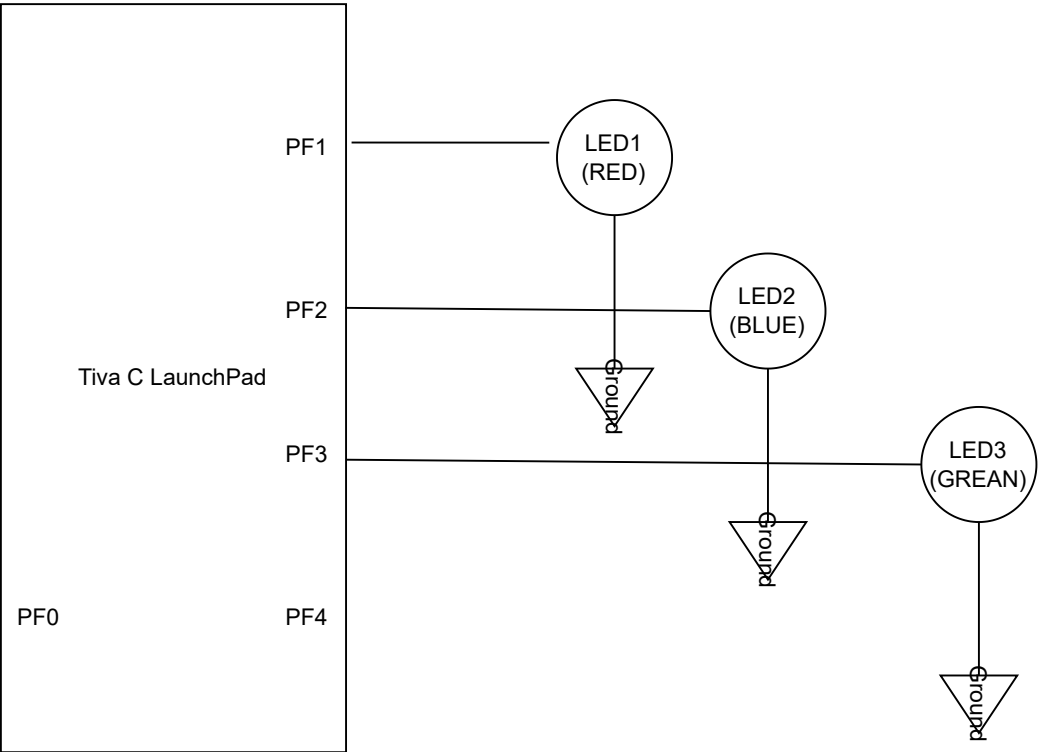 PF1
LED1
(RED)
PF2
LED2
(BLUE)
Ground
Tiva C LaunchPad
PF3
LED3
(GREAN)
Ground
PF0
PF4
Ground